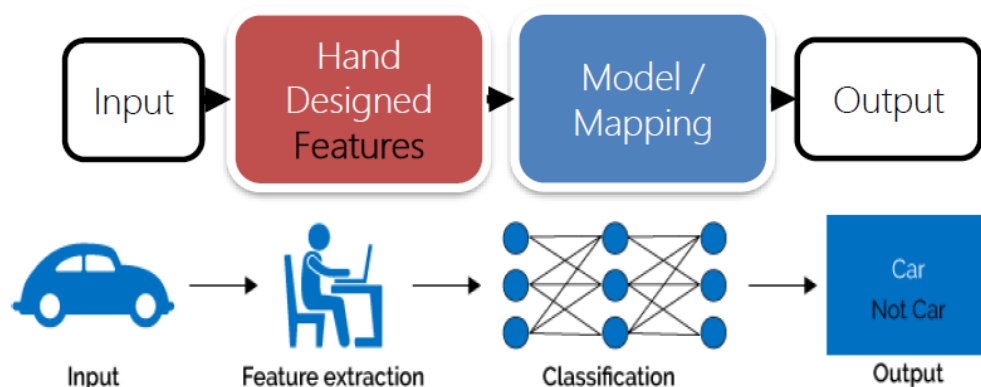 Input
Hand
Designed
Features
Model /
Mapping
Output
Car
Not Car
Input
Feature extraction
Classification
Output